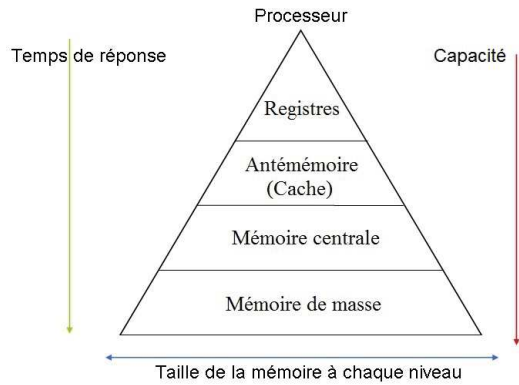 Processeur
Temps de réponse
Capacité
Registres
Antémémoire
(Cache)
Mémoire centrale
Mémoire de masse
Taille de la mémoire à chaque niveau